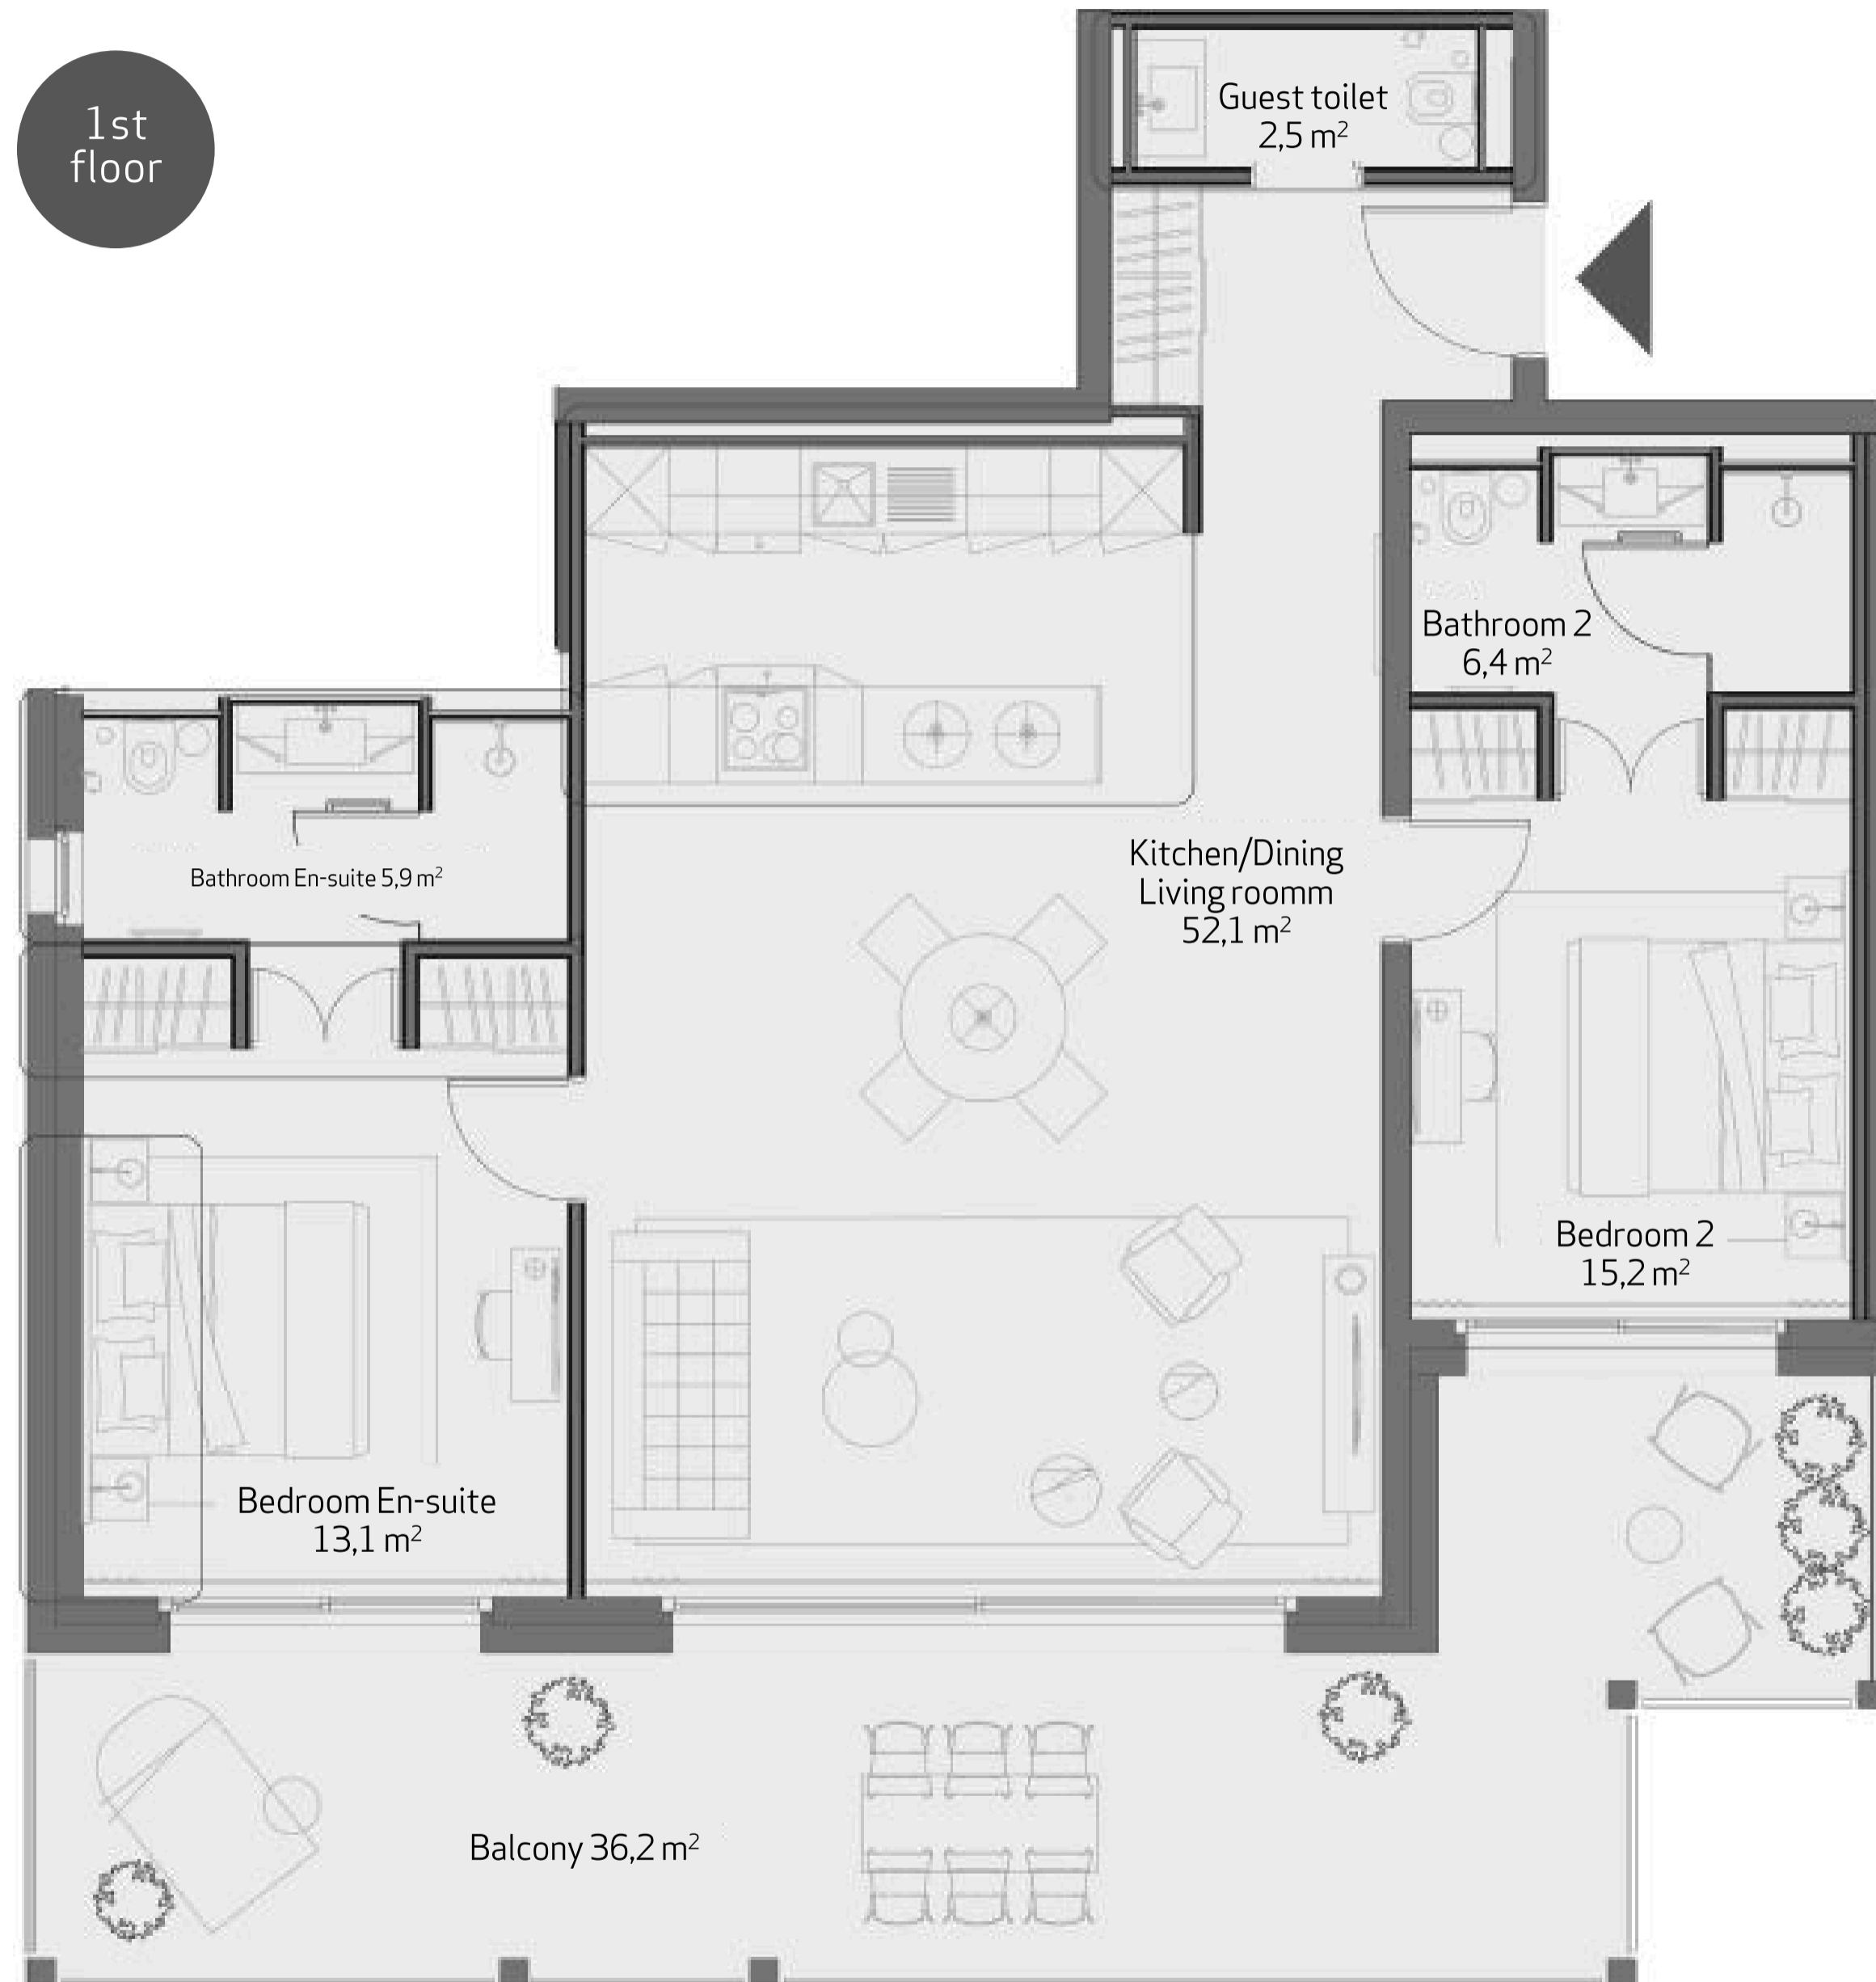 1st
floor
Guest toilet
2,5 m²
Bathroom 2
6,4 m²
Kitchen/Dining
Living roomm
52,1 m²
Bathroom En-suite 5,9 m²
Bedroom 2
15,2 m²
Bedroom En-suite
13,1 m²
Balcony 36,2 m²